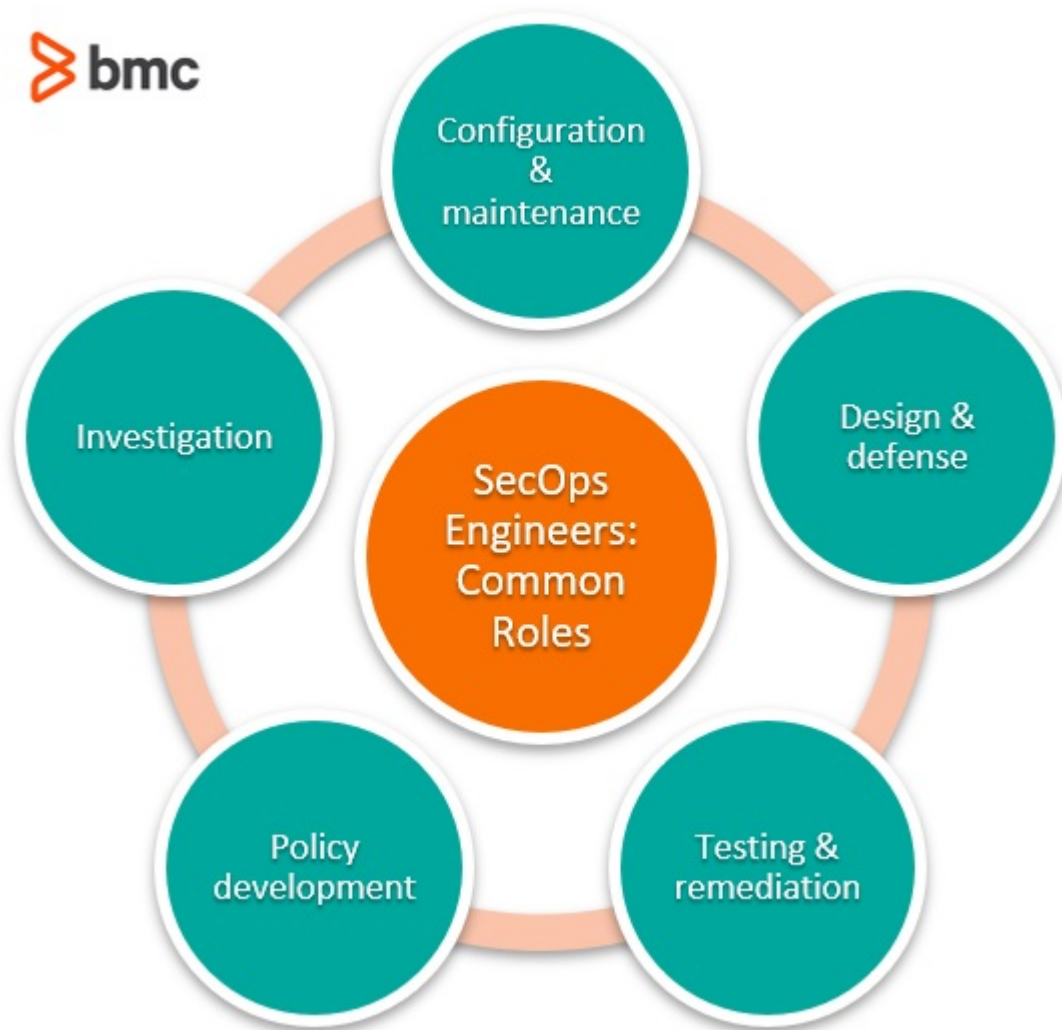 bmc
Configuration
&
maintenance
Design &
defense
Testing &
remediation
Policy
development
Investigation
SecOps
Engineers:
Common
Roles